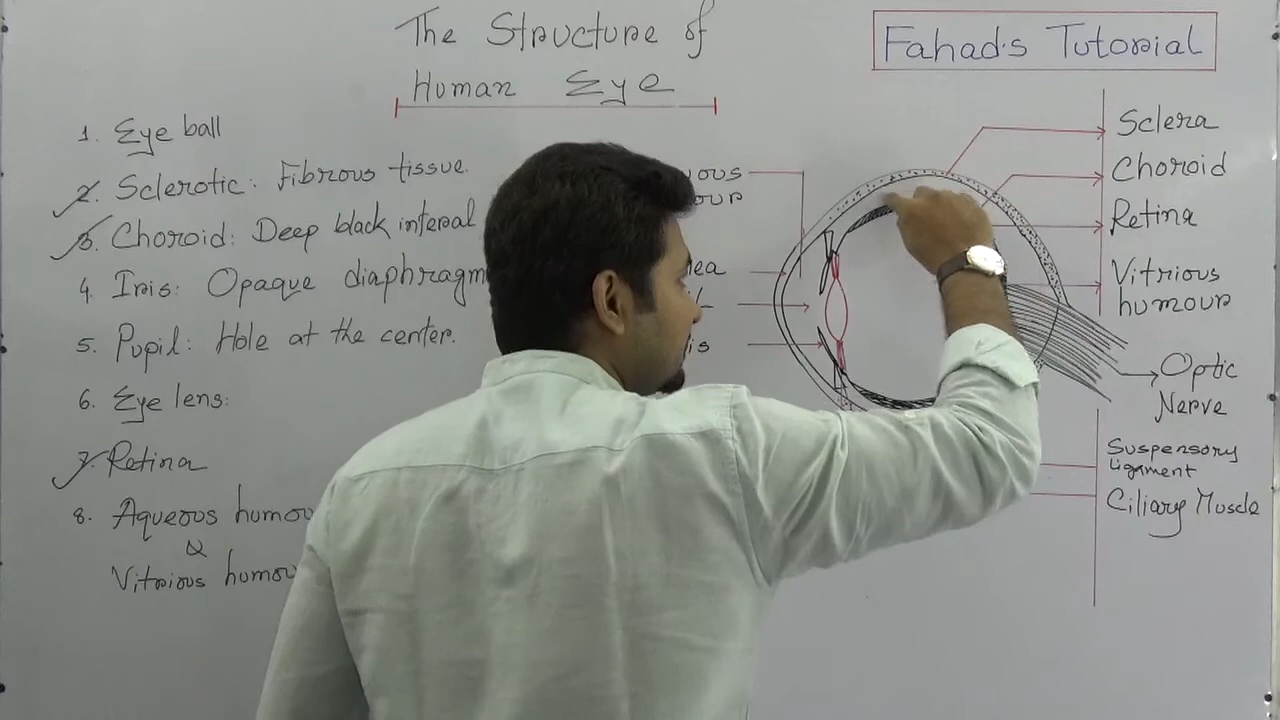 The Structure of
Human Eye
Fahad's Tutorial
1. Eye ball
2. Sclerotic: Fibrous tissue.
3. Choroid: Deep black interal
4. Iris: Opaque diaphragm
5. Pupil: Hole at the center.
6. Eye lens:
7. Retina
8. Aqueous humou
&
Vitrious humou
Sclera
Choroid
Retina
Vitrious
humour
Optic
Nerve
Suspensory
ligament
Ciliary Muscle